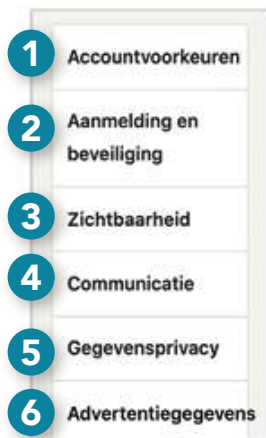 1 Accountvoorkeuren
2 Aanmelding en
beveiliging
3 Zichtbaarheid
4 Communicatie
5 Gegevensprivacy
6 Advertentiegegevens